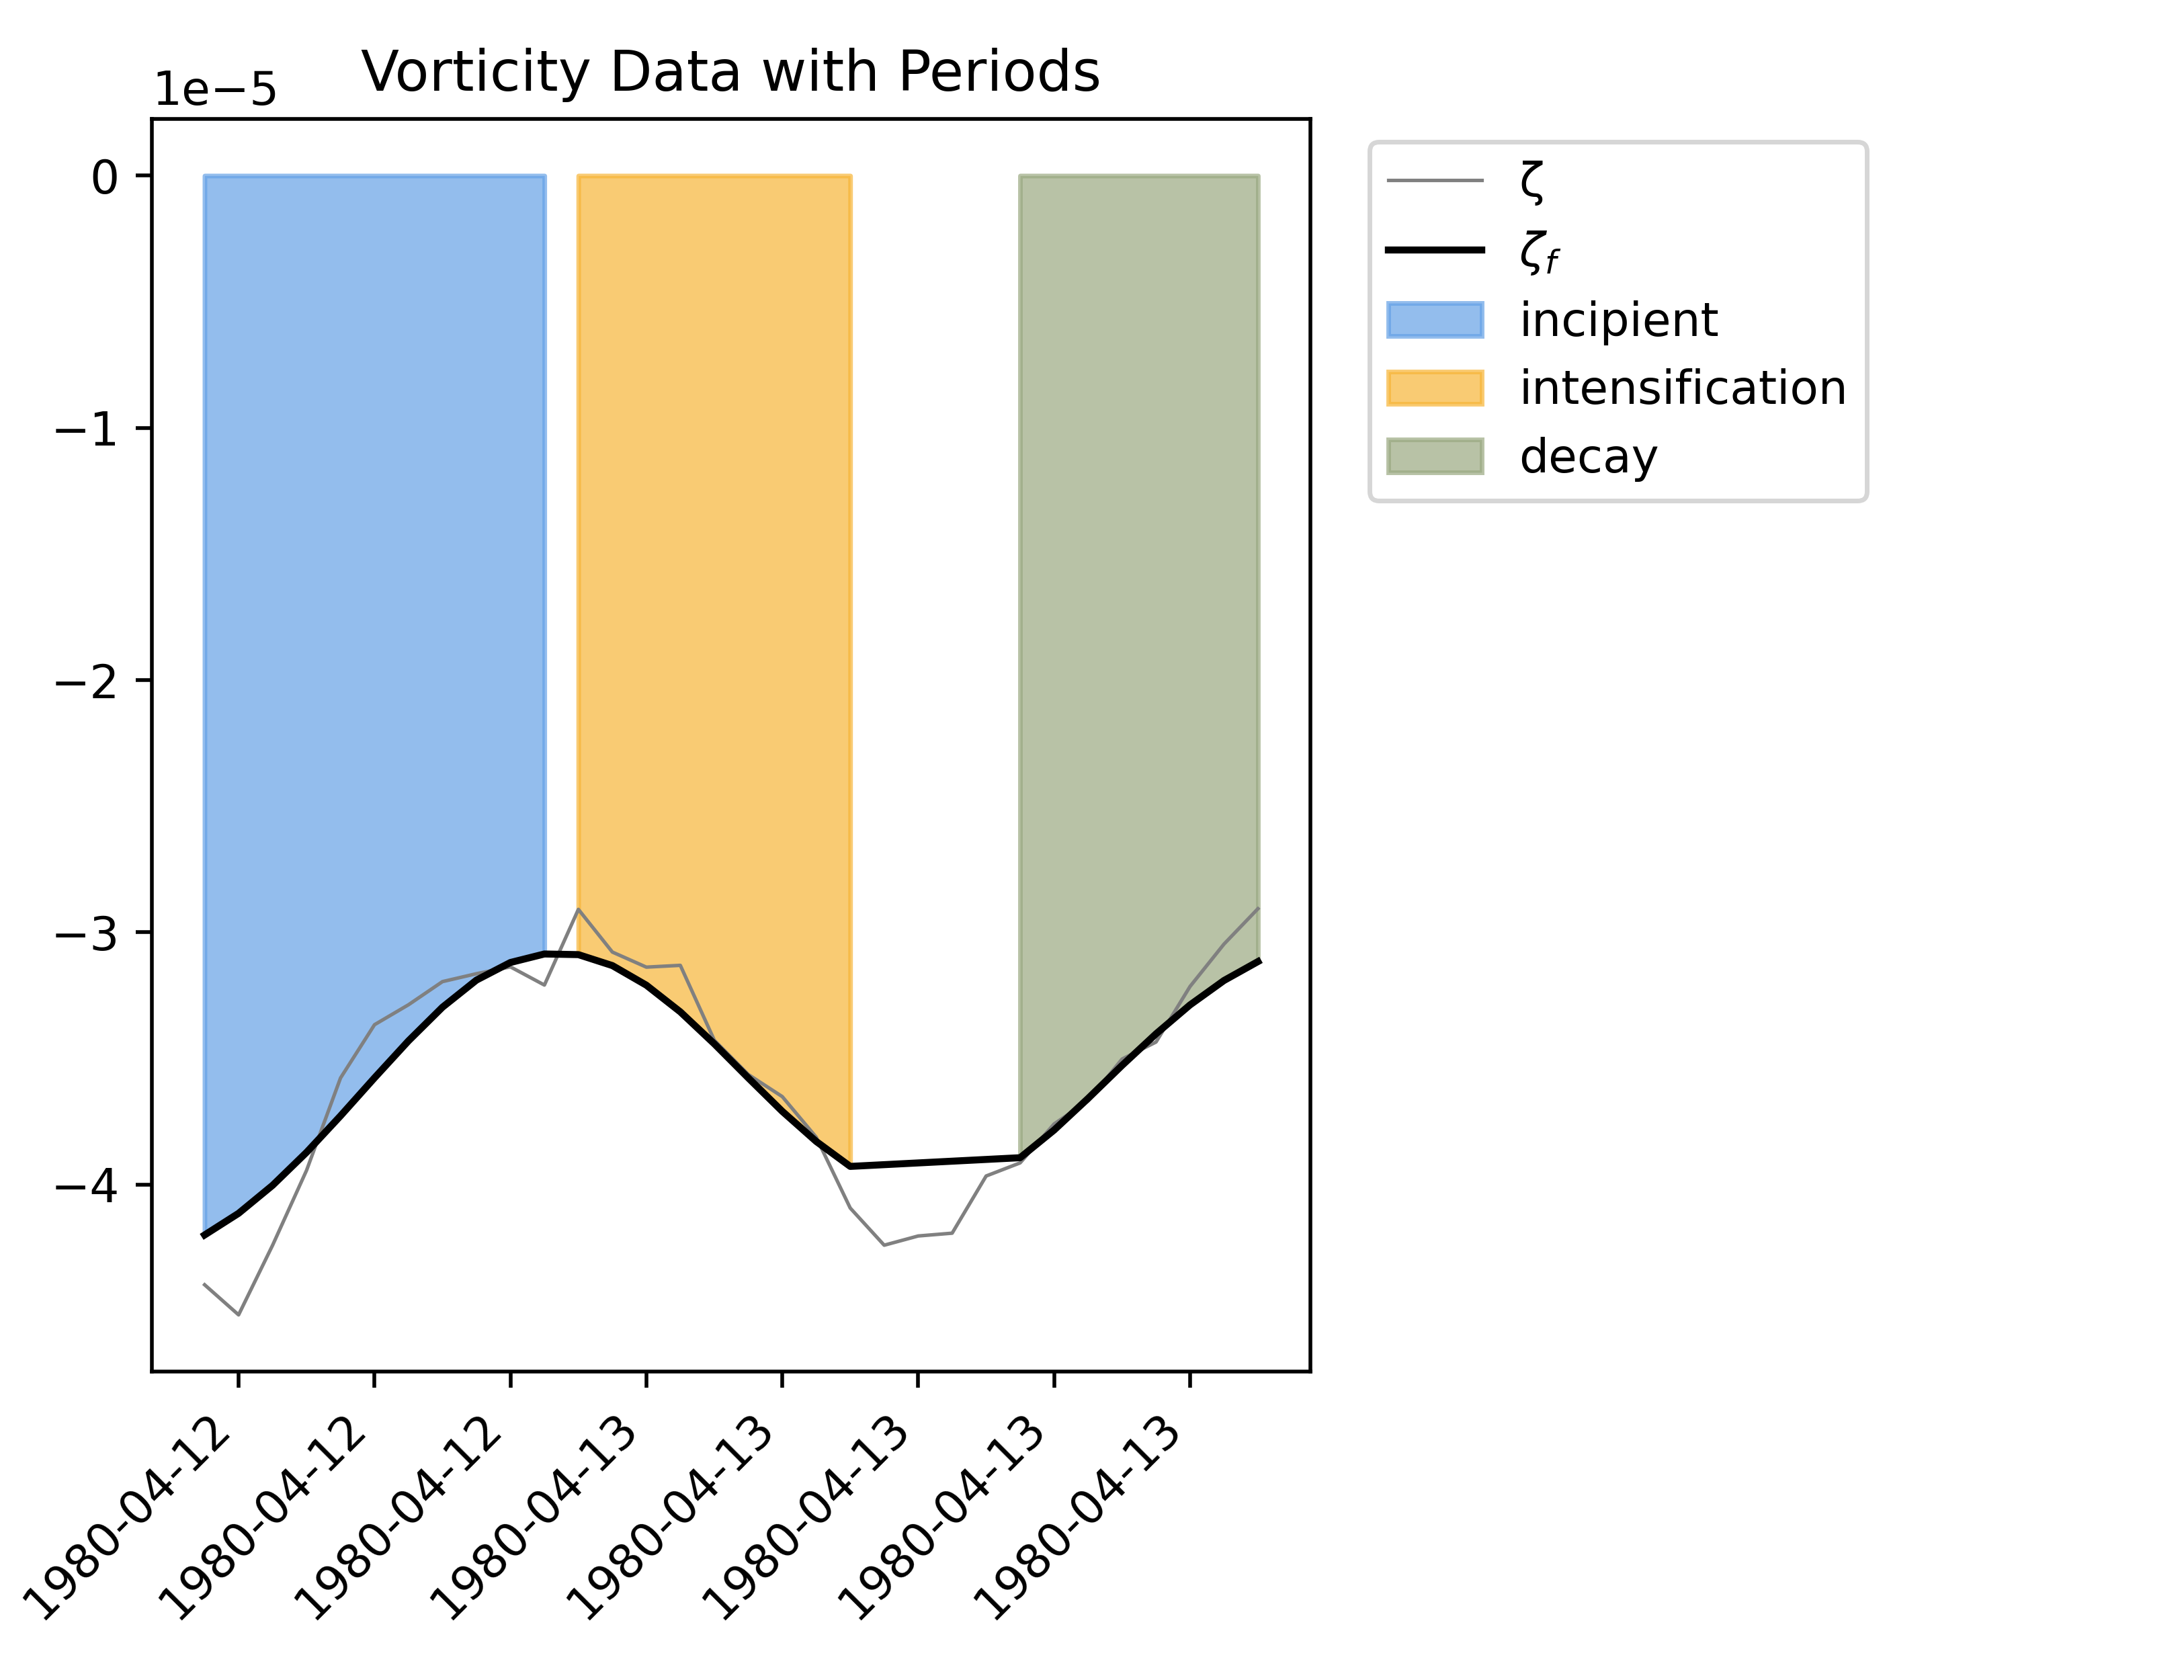 Vorticity Data with Periods
1e−5
0
−1
−2
−3
−4
1980-04-12
1980-04-12
1980-04-12
1980-04-13
1980-04-13
1980-04-13
1980-04-13
1980-04-13
ζ
ζf
incipient
intensification
decay